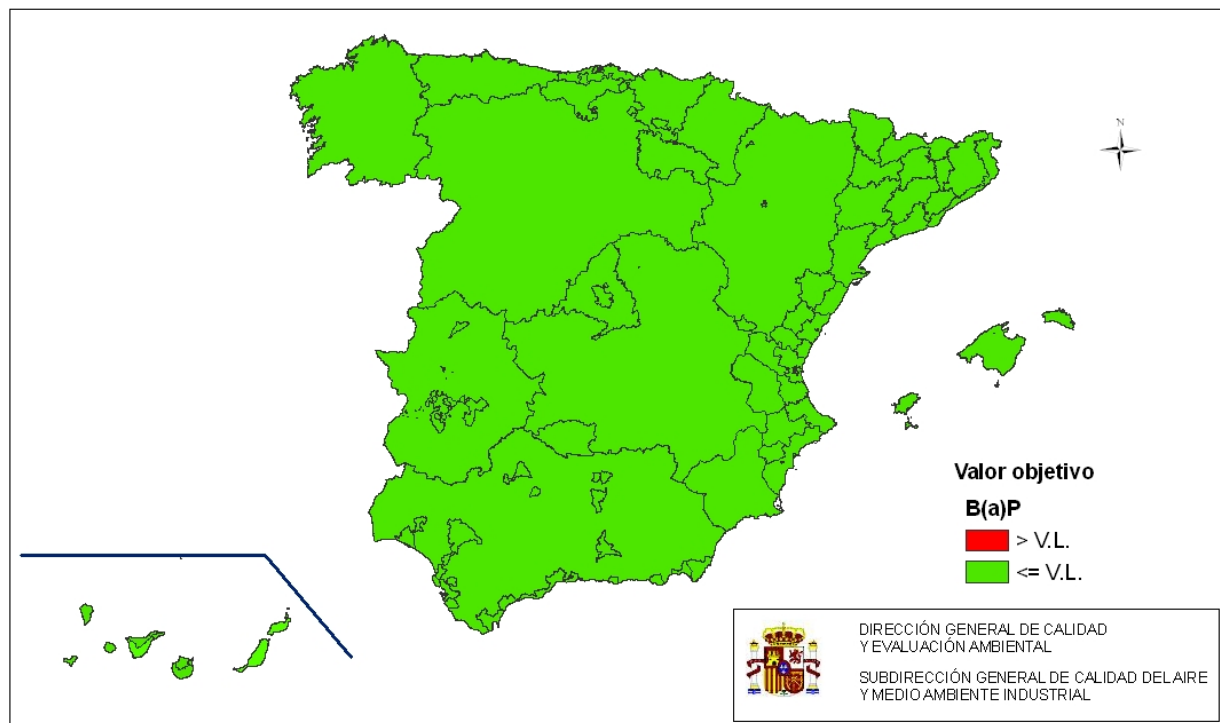 N
Valor objetivo
B(a)P
> V.L.
<= V.L.
DIRECCIÓN GENERAL DE CALIDAD
Y EVALUACIÓN AMBIENTAL
SUBDIRECCIÓN GENERAL DE CALIDAD DEL AIRE
Y MEDIO AMBIENTE INDUSTRIAL